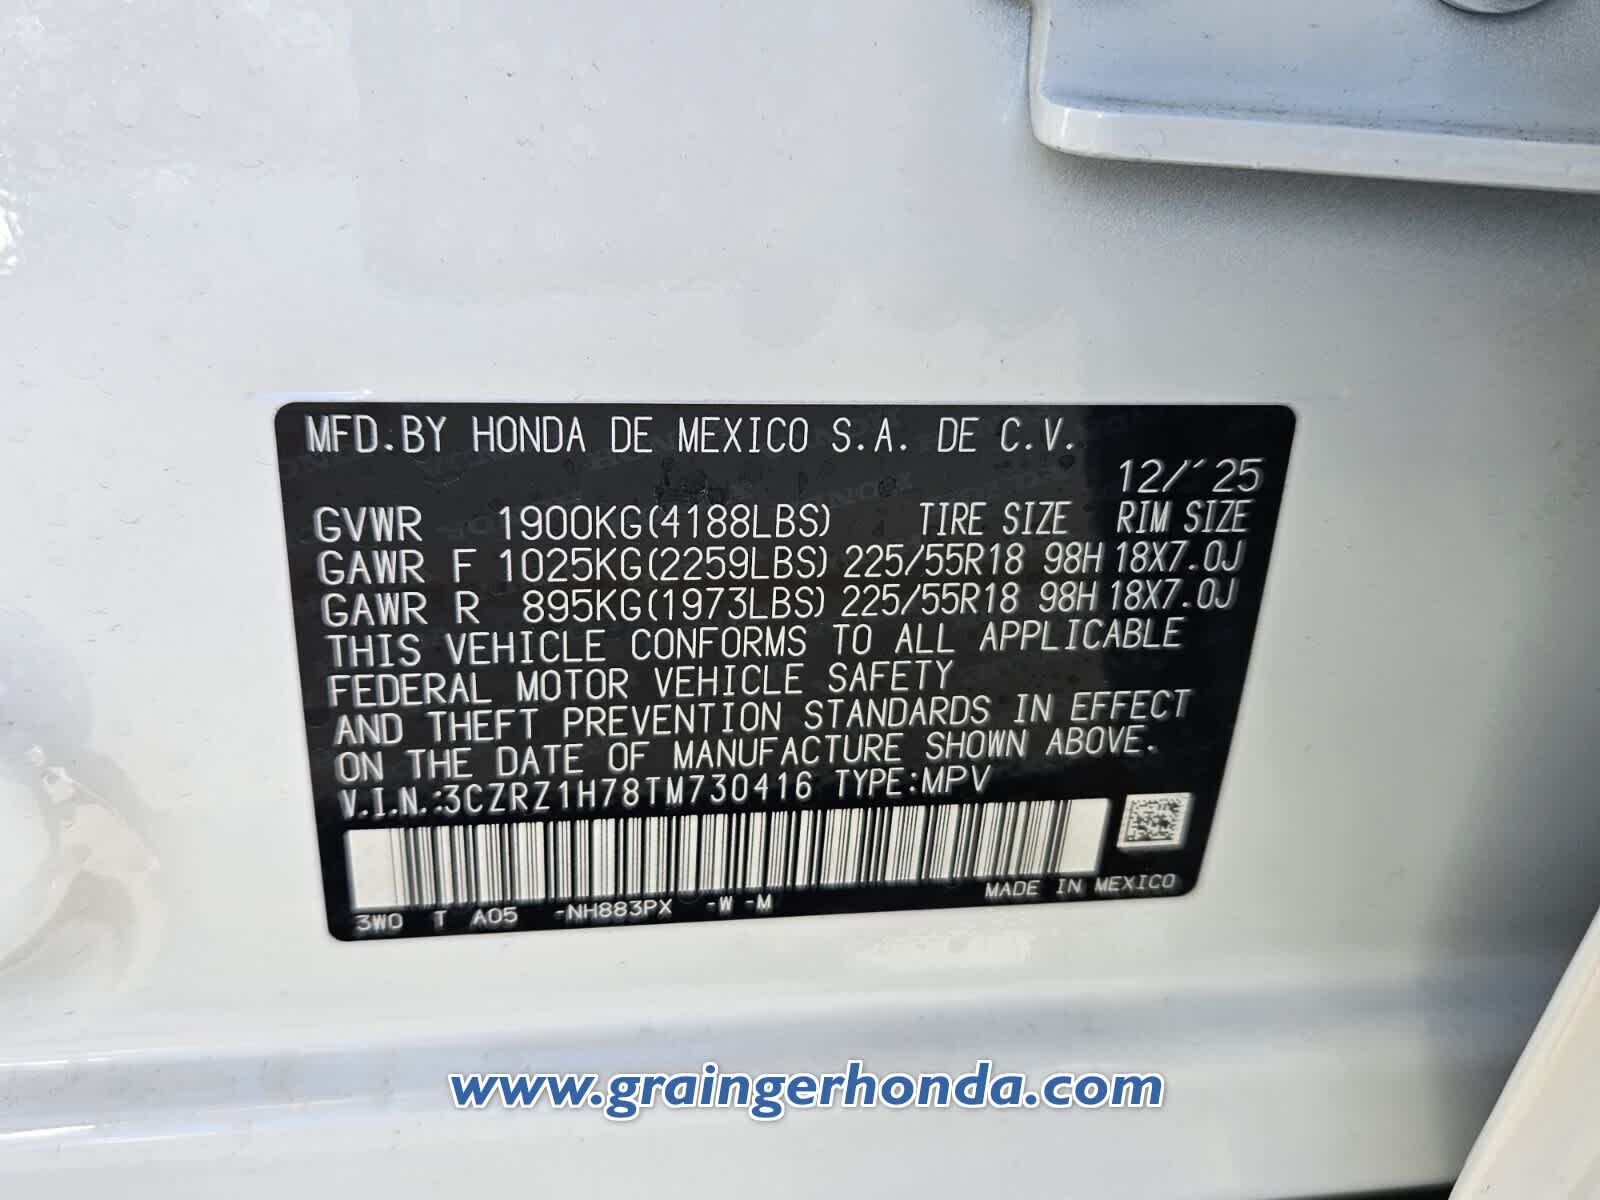 MFD.BY HONDA DE MEXICO S.A. DE C.V.
12/´25
GVWR 1900KG(4188LBS) TIRE SIZE RIM SIZE
GAWR F 1025KG(2259LBS) 225/55R18 98H 18X7.0J
GAWR R 895KG(1973LBS) 225/55R18 98H 18X7.0J
THIS VEHICLE CONFORMS TO ALL APPLICABLE
FEDERAL MOTOR VEHICLE SAFETY
AND THEFT PREVENTION STANDARDS IN EFFECT
ON THE DATE OF MANUFACTURE SHOWN ABOVE.
V.I.N.:3CZRZ1H78TM730416 TYPE:MPV
MADE IN MEXICO
3W0 T A05 -NH883PX -W -M
www.graingerhonda.com